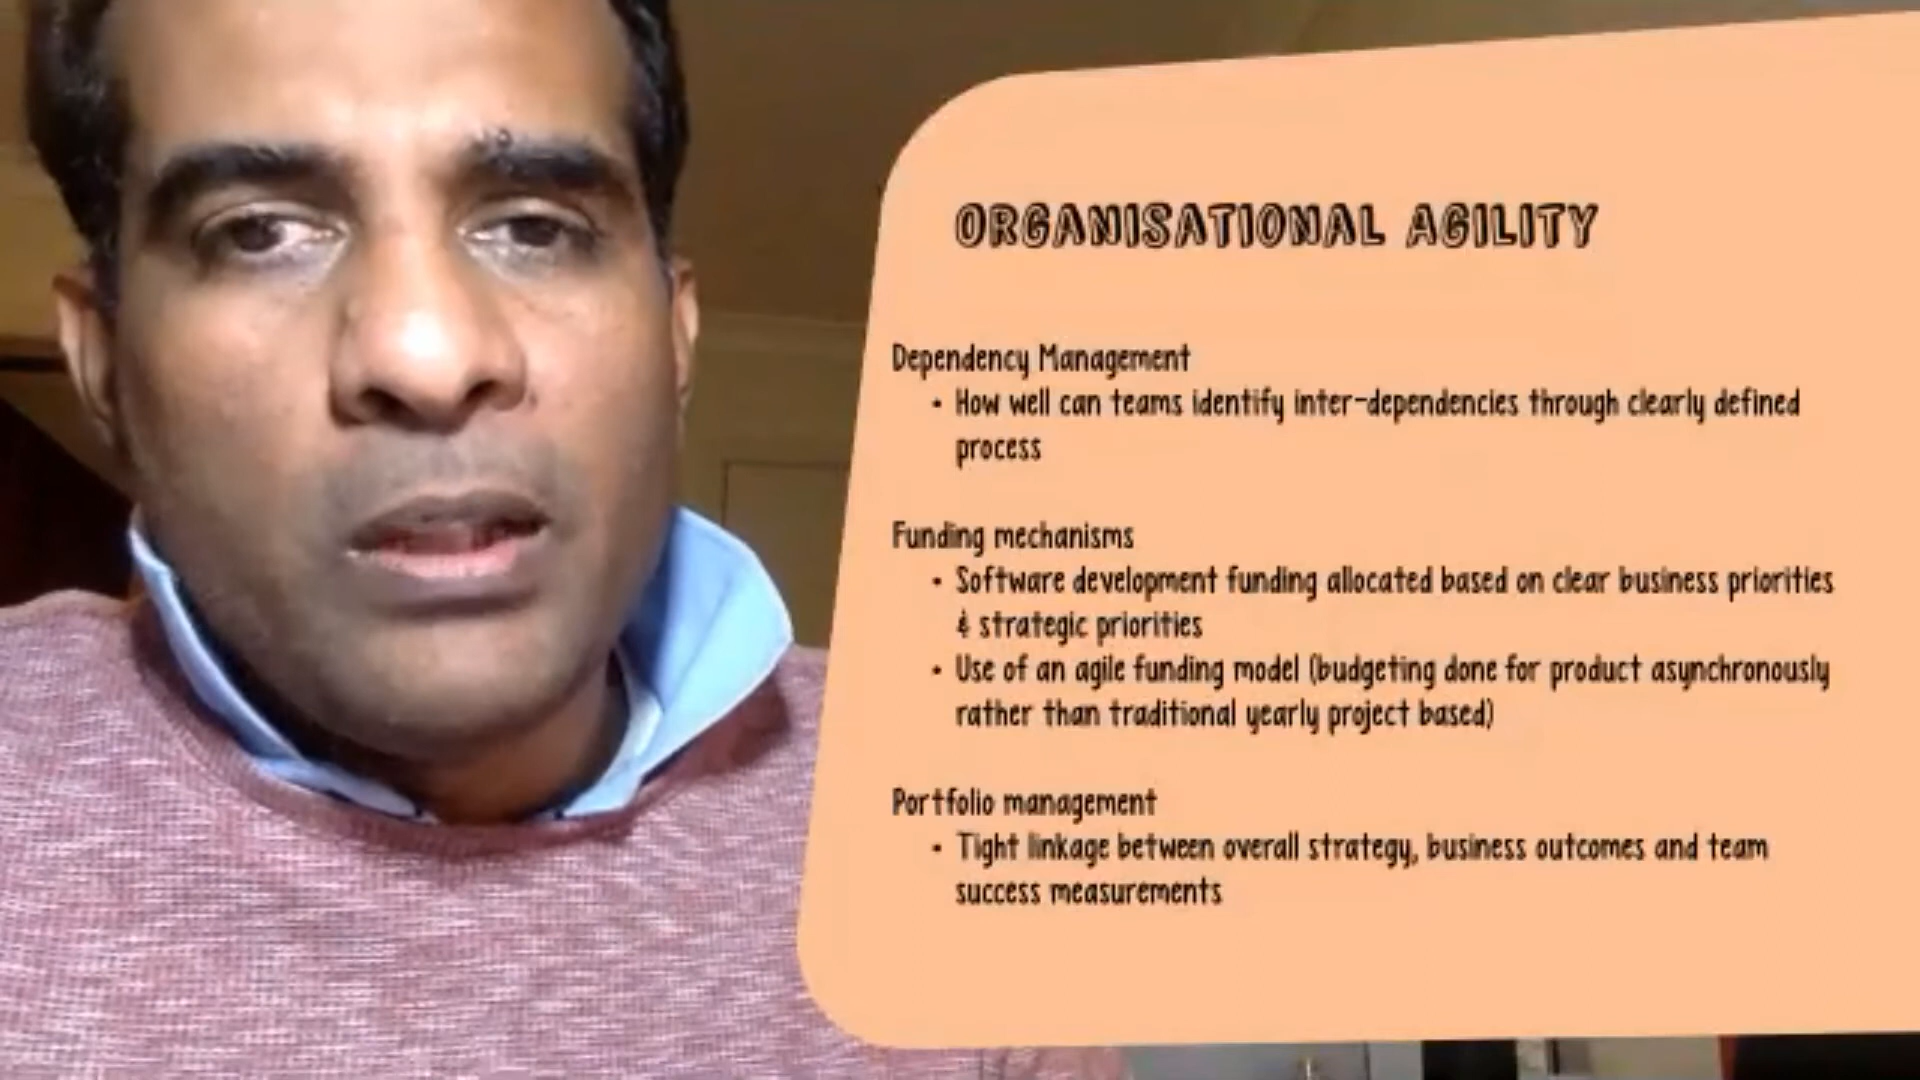 ORGANISATIONAL AGILITY
Dependency Management
• How well can teams identify inter-dependencies through clearly defined
process
Funding mechanisms
• Software development funding allocated based on clear business priorities
& strategic priorities
• Use of an agile funding model (budgeting done for product asynchronously
rather than traditional yearly project based)
Portfolio management
• Tight linkage between overall strategy, business outcomes and team
success measurements